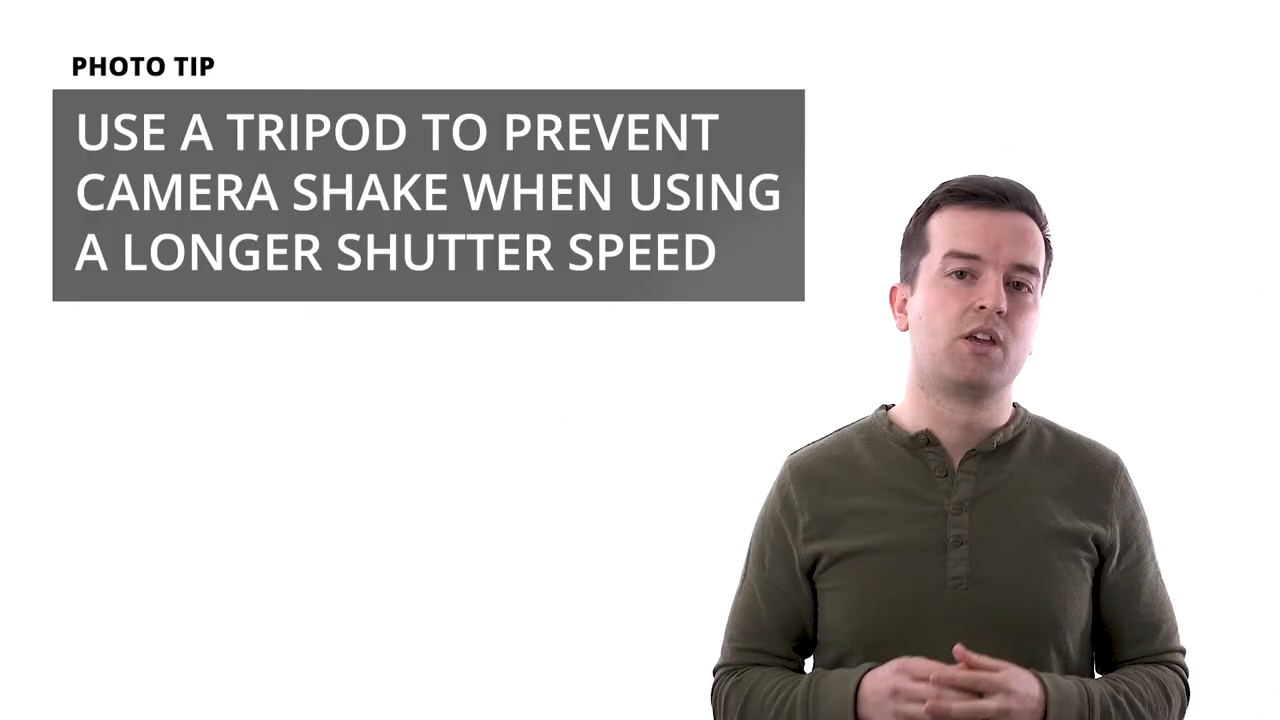 PHOTO TIP
USE A TRIPOD TO PREVENT
CAMERA SHAKE WHEN USING
A LONGER SHUTTER SPEED